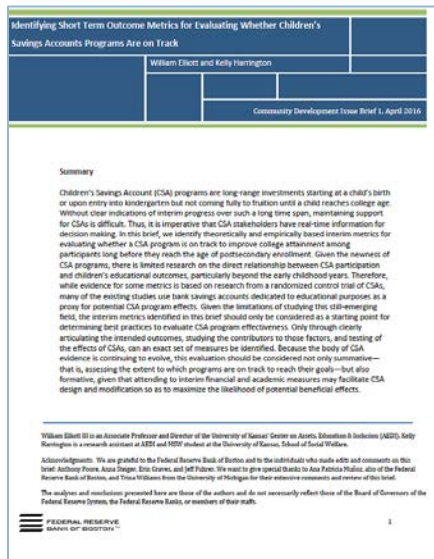 Identifying Short Term Outcome Metrics for Evaluating Whether Children's
Savings Accounts Programs Are on Track
William Elliott and Kelly Harrington
Community Development Issue Brief 1, April 2016
Summary
Children's Savings Account (CSA) programs are long-range investments starting at a child's birth
or upon entry into kindergarten but not coming fully to fruition until a child reaches college age.
Without clear indications of interim progress over such a long time span, maintaining support
for CSAs is difficult. Thus, it is imperative that CSA stakeholders have real-time information for
decision making. In this brief, we identify theoretically and empirically based interim metrics for
evaluating whether a CSA program is on track to improve college attainment among
participants long before they reach the age of postsecondary enrollment. Given the newness of
CSA programs, there is limited research on the direct relationship between CSA participation
and children's educational outcomes, particularly beyond the early childhood years. Therefore,
while evidence for some metrics is based on research from a randomized control trial of CSAs,
many of the existing studies use bank savings accounts dedicated to educational purposes as a
proxy for potential CSA program effects. Given the limitations of studying this still-emerging
field, the interim metrics identified in this brief should only be considered as a starting point for
determining best practices to evaluate CSA program effectiveness. Only through clearly
articulating the intended outcomes, studying the contributors to those factors, and testing of
the effects of CSAs, can an exact set of measures be identified. Because the body of CSA
evidence is continuing to evolve, this evaluation should be considered not only summative—
that is, assessing the extent to which programs are on track to reach their goals—but also
formative, given that attending to interim financial and academic measures may facilitate CSA
design and modification so as to maximize the likelihood of potential beneficial effects.
William Elliott III is an Associate Professor and Director of the University of Kansas' Center on Assets, Education & Inclusion (AEDI). Kelly
Harrington is a research assistant at AEDI and MSW student at the University of Kansas, School of Social Welfare.
Acknowledgments: We are grateful to the Federal Reserve Bank of Boston and to the individuals who made edits and comments on this
brief: Anthony Poore, Anna Steiger, Erin Graves, and Jeff Fuhrer. We want to give special thanks to Ana Patricia Muñoz, also of the Federal
Reserve Bank of Boston, and Trina Williams from the University of Michigan for their extensive comments and review of this brief.
The analyses and conclusions presented here are those of the authors and do not necessarily reflect those of the Board of Governors of the
Federal Reserve System, the Federal Reserve Banks, or members of their staffs.
FEDERAL RESERVE
BANK OF BOSTON™
1